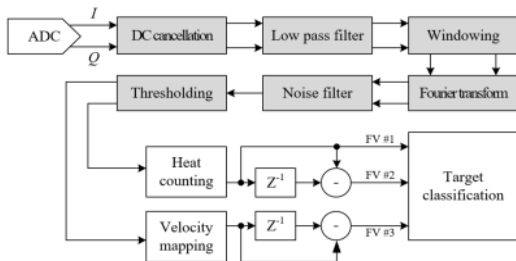 I
ADC
Q
DC cancellation
Low pass filter
Windowing
Thresholding
Noise filter
Fourier transform
Heat
counting
Z-1
-
FV #1
FV #2
Velocity
mapping
Z-1
-
FV #3
Target
classification